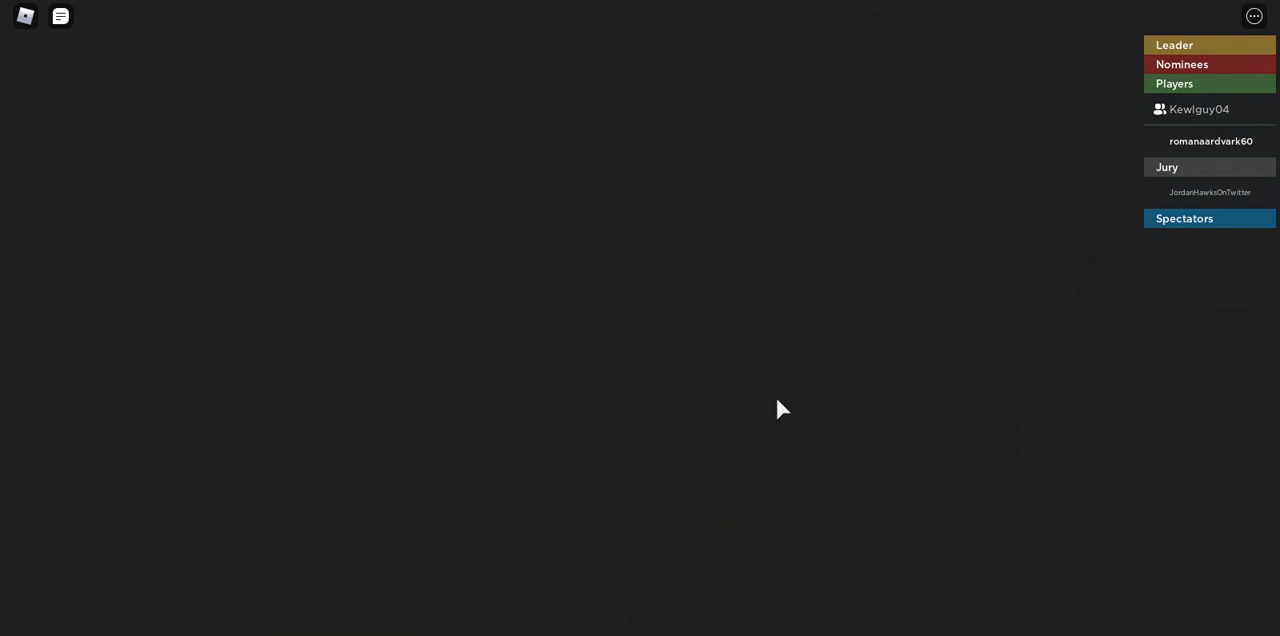 Leader
Nominees
Players
Kewlguy04
romanaardvark60
Jury
JordanHawksOnTwitter
Spectators